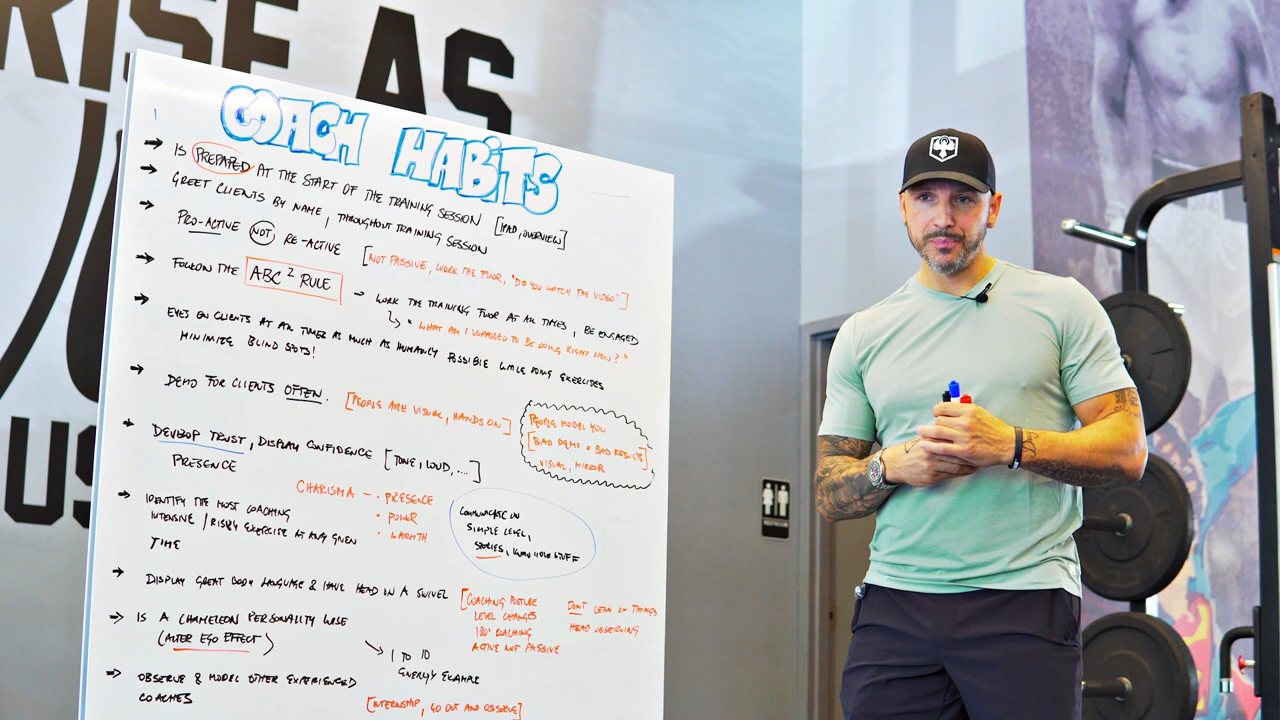 RISE AS
US
COACH HABITS
→ IS PREPARED AT THE START OF THE TRAINING SESSION [IPAD, OVERVIEW]
→ GREET CLIENTS BY NAME, THROUGHOUT TRAINING SESSION
→ PRO-ACTIVE NOT RE-ACTIVE [NOT PASSIVE, WORK THE FLOOR, "DO YOU WATCH THE VIDEO"]
→ FOLLOW THE ABC² RULE → WORK THE TRAINING FLOOR AT ALL TIMES, BE ENGAGED
"WHAT AM I SUPPOSED TO BE DOING RIGHT NOW?"
→ EYES ON CLIENTS AT ALL TIMES AS MUCH AS HUMANLY POSSIBLE WHILE DOING EXERCISES
MINIMIZE BLIND SPOTS!
→ DEMO FOR CLIENTS OFTEN. [PEOPLE ARE VISUAL, HANDS ON]
PEOPLE MODEL YOU
[BAD DEMO = BAD RESULTS]
VISUAL, MIRROR
→ DEVELOP TRUST, DISPLAY CONFIDENCE [TONE, LOUD, ....]
PRESENCE
CHARISMA - • PRESENCE
• POWER
• WARMTH
COMMUNICATE ON
SIMPLE LEVEL,
STORIES, KNOW YOUR STUFF
→ IDENTIFY THE MOST COACHING
INTENSIVE / RISKY EXERCISE AT ANY GIVEN
TIME
→ DISPLAY GREAT BODY LANGUAGE & HAVE HEAD IN A SWIVEL
[COACHING POSTURE
LEVEL CHANGES
180° COACHING
ACTIVE NOT PASSIVE
DON'T LEAN ON THINGS
HEAD OBSERVING
→ IS A CHAMELEON PERSONALITY WISE
(ALTER EGO EFFECT)
1 TO 10
ENERGY EXAMPLE
→ OBSERVE & MODEL OTHER EXPERIENCED
COACHES
[INTERNSHIP, GO OUT AND OBSERVE]
RESTROOM